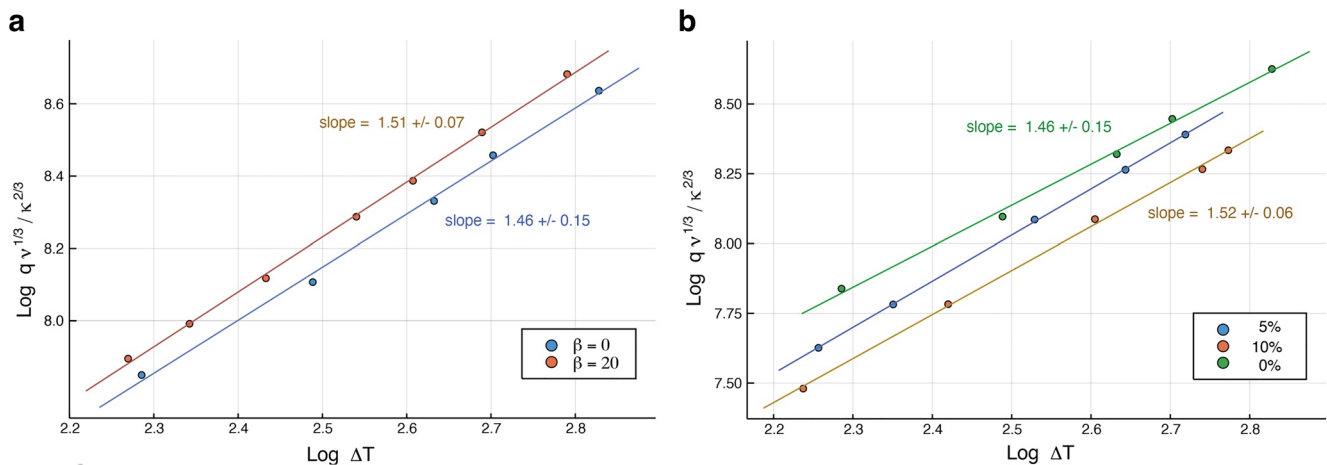 a
b
8.6
8.4
8.2
8.0
Log q ν^1/3 / κ^2/3
slope = 1.51 +/- 0.07
slope = 1.46 +/- 0.15
β = 0
β = 20
2.2 2.3 2.4 2.5 2.6 2.7 2.8
Log ΔT
8.50
8.25
8.00
7.75
7.50
Log q ν^1/3 / κ^2/3
slope = 1.46 +/- 0.15
slope = 1.52 +/- 0.06
5%
10%
0%
2.2 2.3 2.4 2.5 2.6 2.7 2.8
Log ΔT